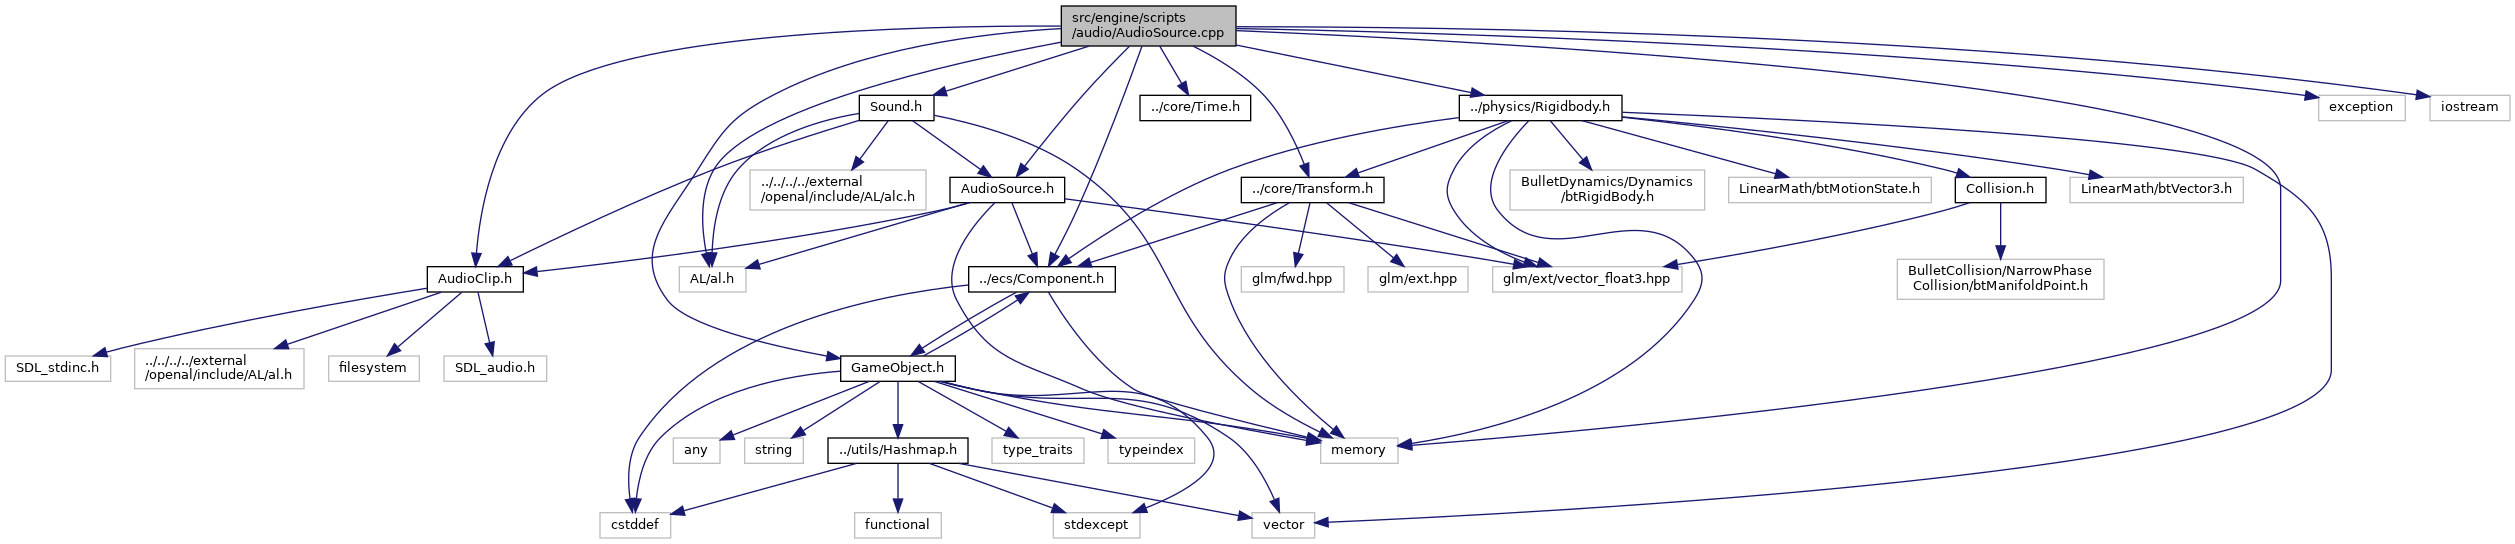 src/engine/scripts
/audio/AudioSource.cpp
Sound.h
../core/Time.h
../physics/Rigidbody.h
exception
iostream
../../../../external
/openal/include/AL/alc.h
AudioSource.h
../core/Transform.h
BulletDynamics/Dynamics
/btRigidBody.h
LinearMath/btMotionState.h
Collision.h
LinearMath/btVector3.h
AudioClip.h
AL/al.h
../ecs/Component.h
glm/fwd.hpp
glm/ext.hpp
glm/ext/vector_float3.hpp
BulletCollision/NarrowPhase
Collision/btManifoldPoint.h
SDL_stdinc.h
../../../../external
/openal/include/AL/al.h
filesystem
SDL_audio.h
GameObject.h
any
string
../utils/Hashmap.h
type_traits
typeindex
memory
cstddef
functional
stdexcept
vector